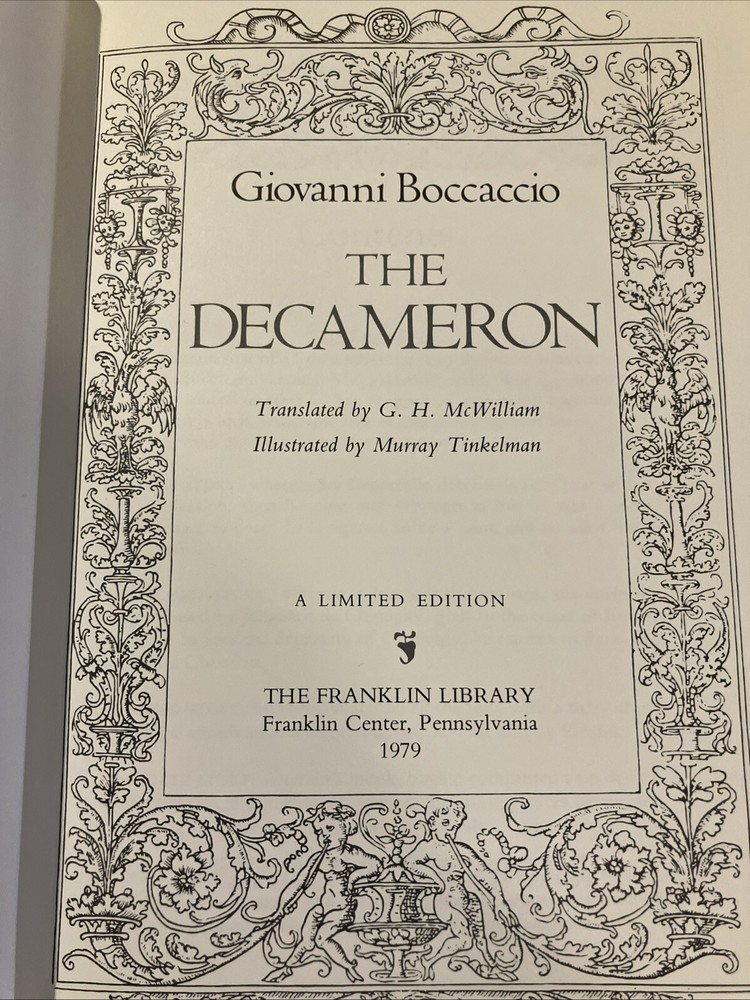 Giovanni Boccaccio
THE
DECAMERON
Translated by G. H. McWilliam
Illustrated by Murray Tinkelman
A LIMITED EDITION
THE FRANKLIN LIBRARY
Franklin Center, Pennsylvania
1979